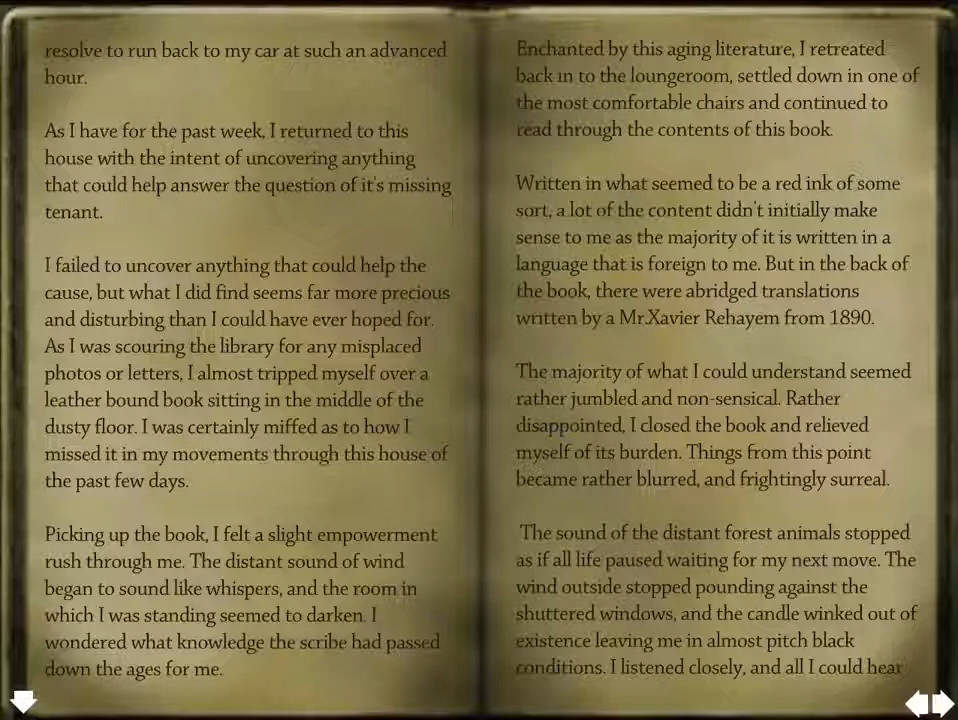 resolve to run back to my car at such an advanced
hour.
As I have for the past week, I returned to this
house with the intent of uncovering anything
that could help answer the question of it's missing
tenant.
I failed to uncover anything that could help the
cause, but what I did find seems far more precious
and disturbing than I could have ever hoped for.
As I was scouring the library for any misplaced
photos or letters, I almost tripped myself over a
leather bound book sitting in the middle of the
dusty floor. I was certainly miffed as to how I
missed it in my movements through this house of
the past few days.
Picking up the book, I felt a slight empowerment
rush through me. The distant sound of wind
began to sound like whispers, and the room in
which I was standing seemed to darken. I
wondered what knowledge the scribe had passed
down the ages for me.
Enchanted by this aging literature, I retreated
back in to the loungeroom, settled down in one of
the most comfortable chairs and continued to
read through the contents of this book.
Written in what seemed to be a red ink of some
sort, a lot of the content didn't initially make
sense to me as the majority of it is written in a
language that is foreign to me. But in the back of
the book, there were abridged translations
written by a Mr.Xavier Rehayem from 1890.
The majority of what I could understand seemed
rather jumbled and non-sensical. Rather
disappointed, I closed the book and relieved
myself of its burden. Things from this point
became rather blurred, and frightingly surreal.
The sound of the distant forest animals stopped
as if all life paused waiting for my next move. The
wind outside stopped pounding against the
shuttered windows, and the candle winked out of
existence leaving me in almost pitch black
conditions. I listened closely, and all I could hear